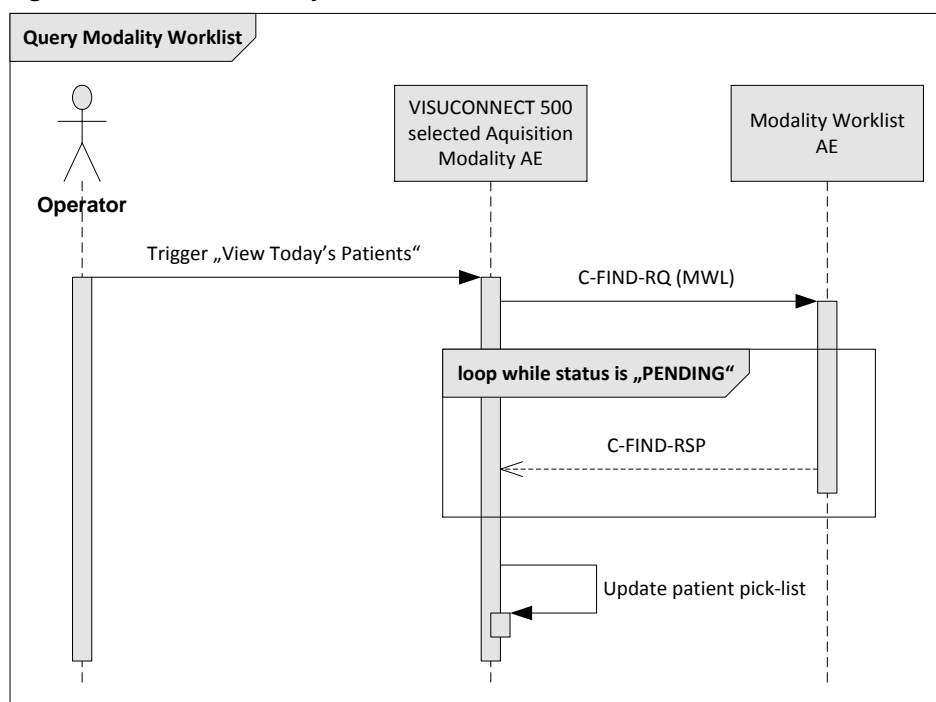 Query Modality Worklist
VISUCONNECT 500
selected Aquisition
Modality AE
Modality Worklist
AE
Operator
Trigger „View Today's Patients“
C-FIND-RQ (MWL)
loop while status is „PENDING“
C-FIND-RSP
Update patient pick-list